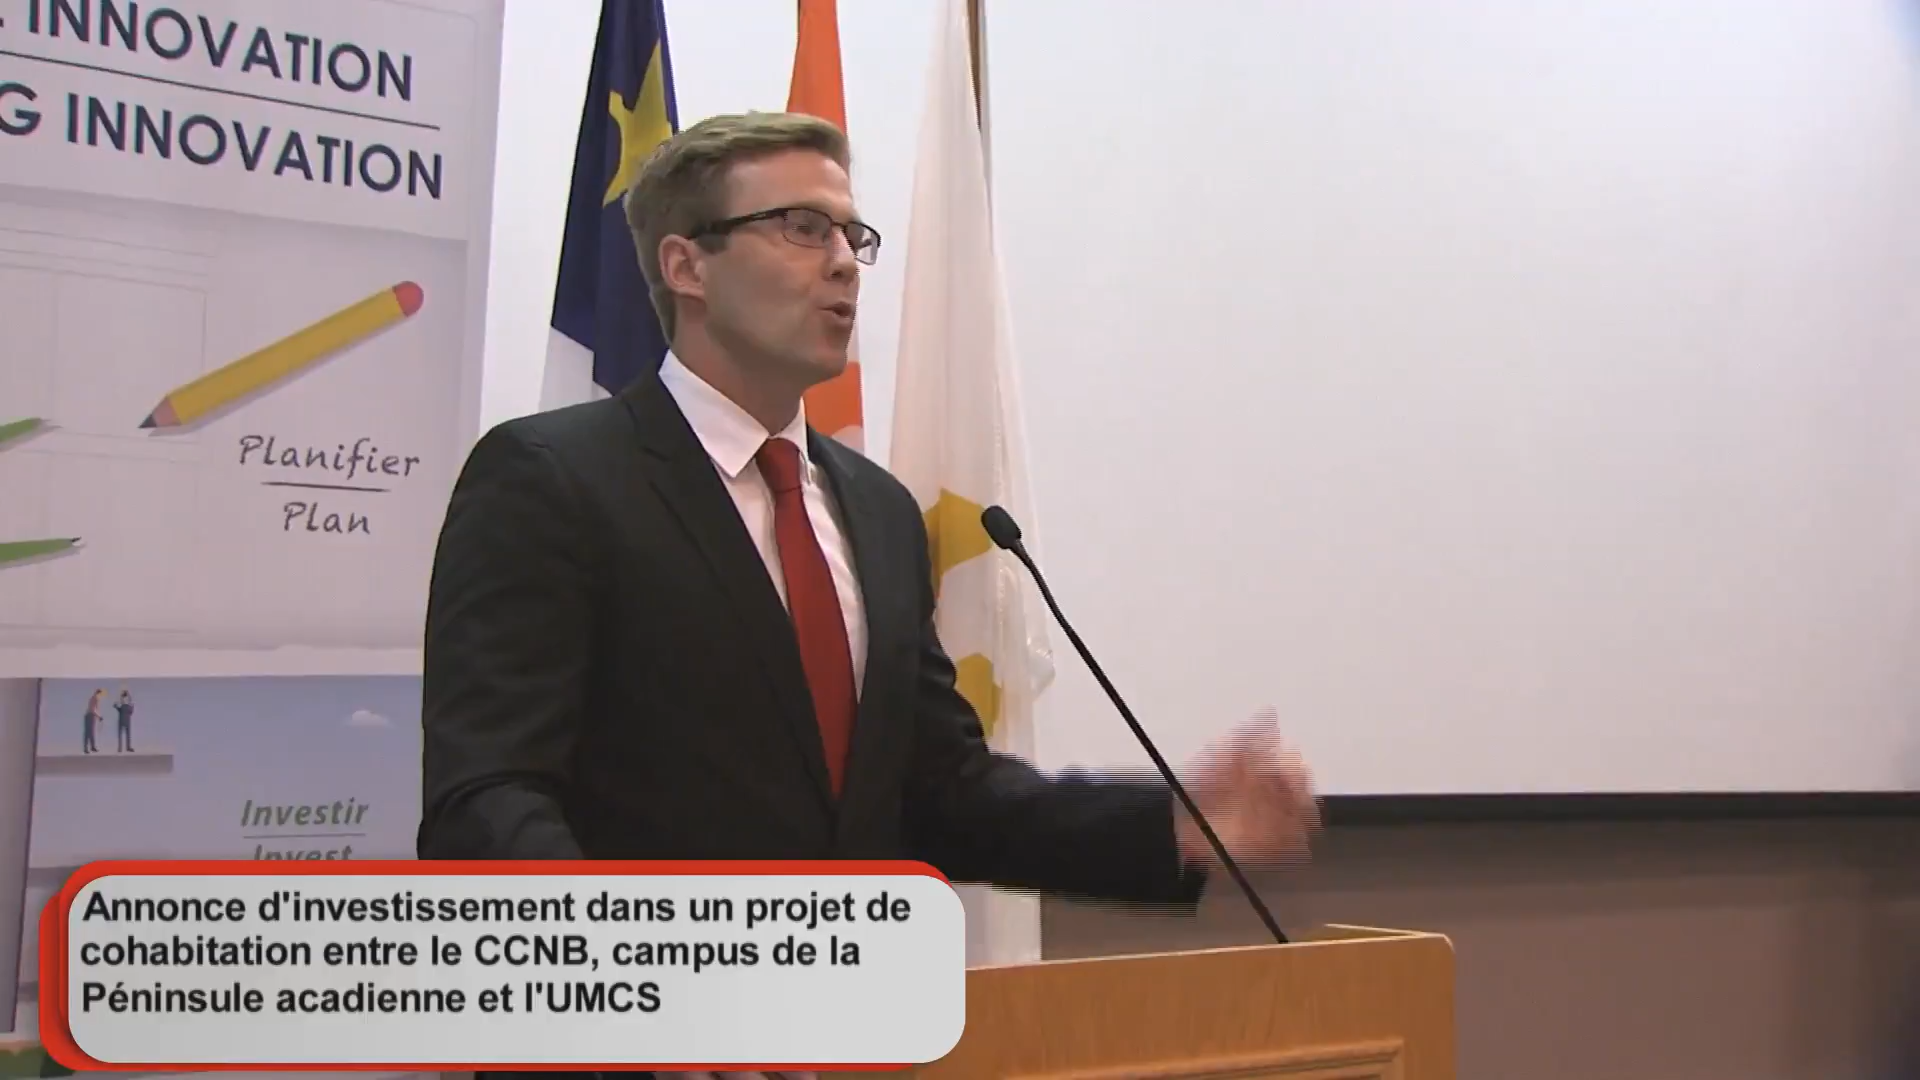 INNOVATION
G INNOVATION
Planifier
Plan
Investir
Invest
Annonce d'investissement dans un projet de
cohabitation entre le CCNB, campus de la
Péninsule acadienne et l'UMCS